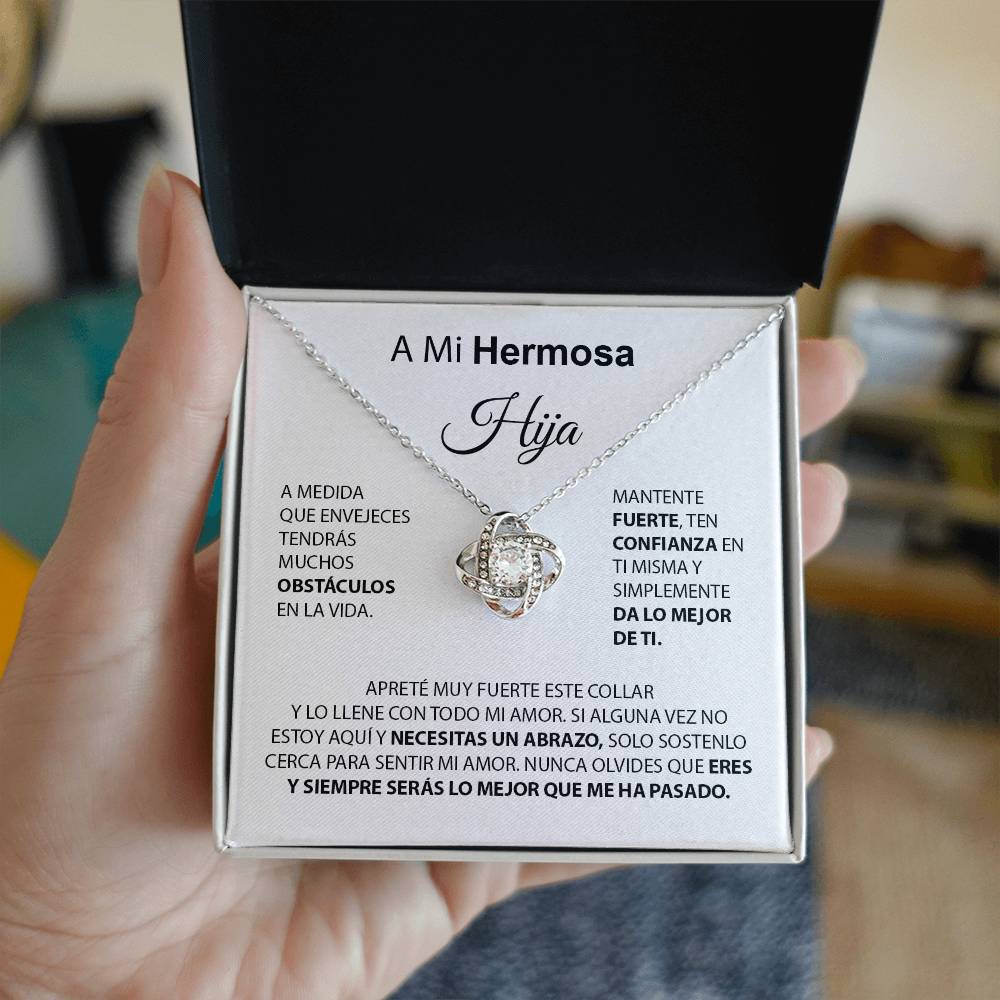 A Mi Hermosa
Hija
A MEDIDA
QUE ENVEJECES
TENDRÁS
MUCHOS
OBSTÁCULOS
EN LA VIDA.
MANTENTE
FUERTE, TEN
CONFIANZA EN
TI MISMA Y
SIMPLEMENTE
DA LO MEJOR
DE TI.
APRETÉ MUY FUERTE ESTE COLLAR
Y LO LLENE CON TODO MI AMOR. SI ALGUNA VEZ NO
ESTOY AQUÍ Y NECESITAS UN ABRAZO, SOLO SOSTENLO
CERCA PARA SENTIR MI AMOR. NUNCA OLVIDES QUE ERES
Y SIEMPRE SERÁS LO MEJOR QUE ME HA PASADO.